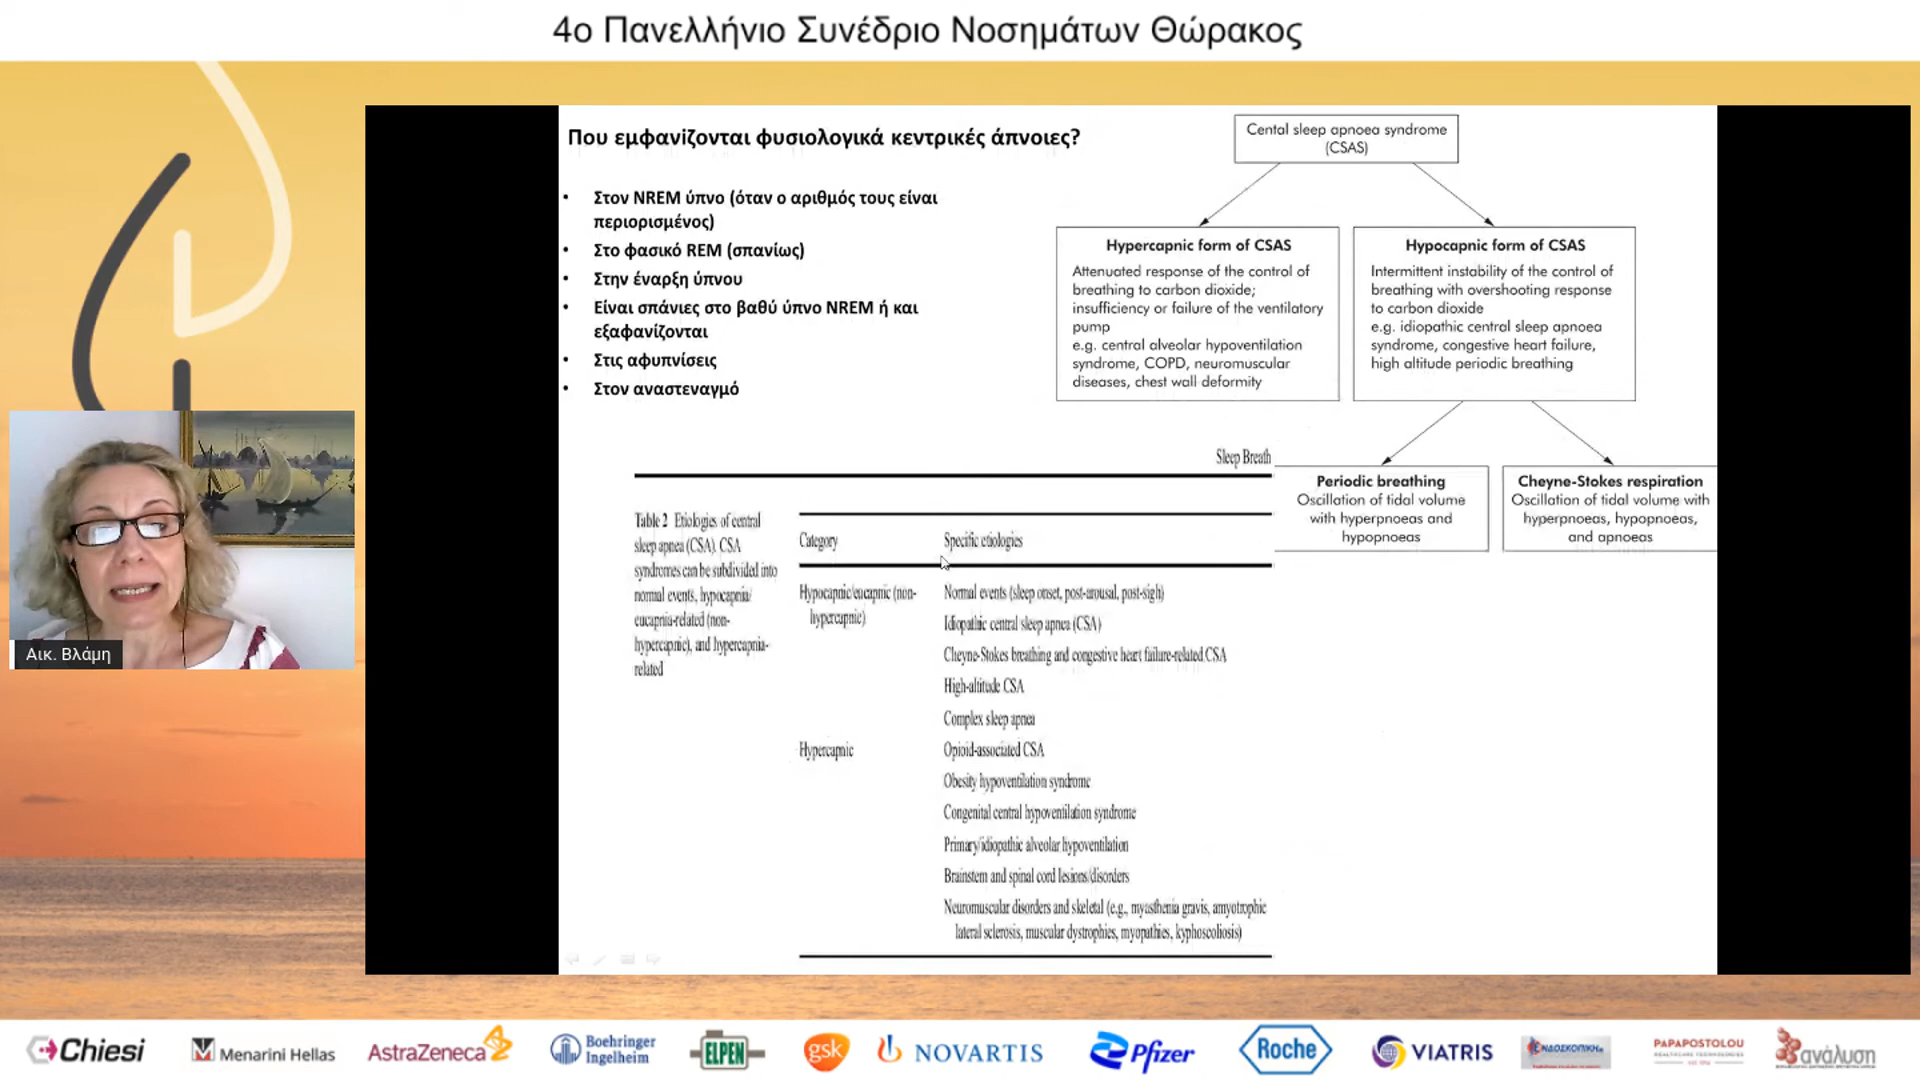 4ο Πανελλήνιο Συνέδριο Νοσημάτων Θώρακος
Που εμφανίζονται φυσιολογικά κεντρικές άπνοιες?
• Στον NREM ύπνο (όταν ο αριθμός τους είναι
περιορισμένος)
• Στο φασικό REM (σπανίως)
• Στην έναρξη ύπνου
• Είναι σπάνιες στο βαθύ ύπνο NREM ή και
εξαφανίζονται
• Στις αφυπνίσεις
• Στον αναστεναγμό
Cental sleep apnoea syndrome
(CSAS)
Hypercapnic form of CSAS
Attenuated response of the control of
breathing to carbon dioxide;
insufficiency or failure of the ventilatory
pump
e.g. central alveolar hypoventilation
syndrome, COPD, neuromuscular
diseases, chest wall deformity
Hypocapnic form of CSAS
Intermittent instability of the control of
breathing with overshooting response
to carbon dioxide
e.g. idiopathic central sleep apnoea
syndrome, congestive heart failure,
high altitude periodic breathing
Periodic breathing
Oscillation of tidal volume
with hyperpnoeas and
hypopnoeas
Cheyne-Stokes respiration
Oscillation of tidal volume with
hyperpnoeas, hypopnoeas,
and apnoeas
Sleep Breath
Table 2 Etiologies of central
sleep apnea (CSA). CSA
syndromes can be subdivided into
normal events, hypocapnia/
eucapnia-related (non-
hypercapnic), and hypercapnia-
related
Category Specific etiologies
Hypocapnic/eucapnic (non-
hypercapnic)
Normal events (sleep onset, post-arousal, post-sigh)
Idiopathic central sleep apnea (CSA)
Cheyne-Stokes breathing and congestive heart failure-related CSA
High-altitude CSA
Complex sleep apnea
Hypercapnic Opioid-associated CSA
Obesity hypoventilation syndrome
Congenital central hypoventilation syndrome
Primary/idiopathic alveolar hypoventilation
Brainstem and spinal cord lesions/disorders
Neuromuscular disorders and skeletal (e.g., myasthenia gravis, amyotrophic
lateral sclerosis, muscular dystrophies, myopathies, kyphoscoliosis)
Αικ. Βλάμη
Chiesi
Menarini Hellas
AstraZeneca
Boehringer
Ingelheim
ELPEN
gsk
NOVARTIS
Pfizer
Roche
VIATRIS
ΕΝΔΟΣΚΟΠΙΚΗ
PAPAPOSTOLOU
ανάλυση